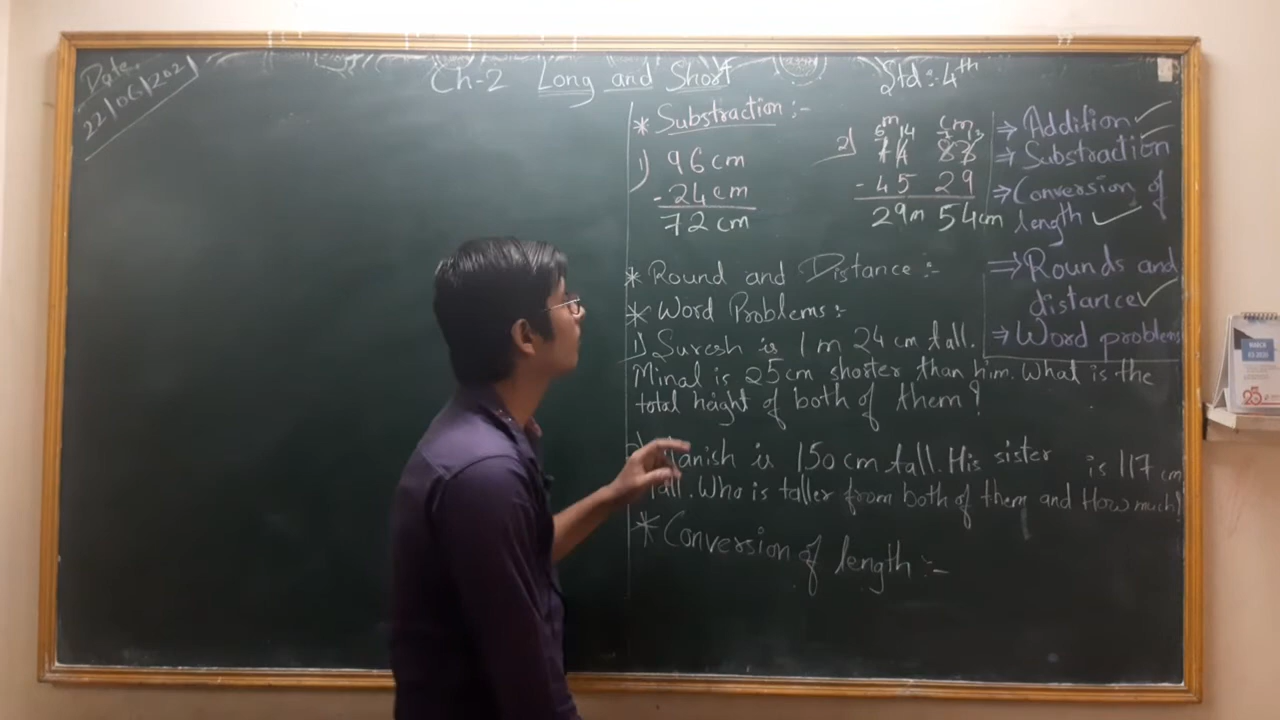 Date.
22/06/202
Ch-2 Long and Short
Std:-4th
* Substraction :-
1) 96 cm
- 24 cm
72 cm
2) m cm
- 45 29
29m 54cm
⇒ Addition ✓
⇒ Substraction ✓
⇒ Conversion of
length ✓
⇒ Rounds and
distance ✓
⇒ Word problems
* Round and Distance :-
* Word Problems :-
1) Suresh is 1 m 24 cm tall.
Minal is 25 cm shorter than him. What is the
total height of both of them?
is 150 cm tall. His sister is 117 cm
tall. Who is taller from both of them and How much?
* Conversion of length :-
MARCH
25